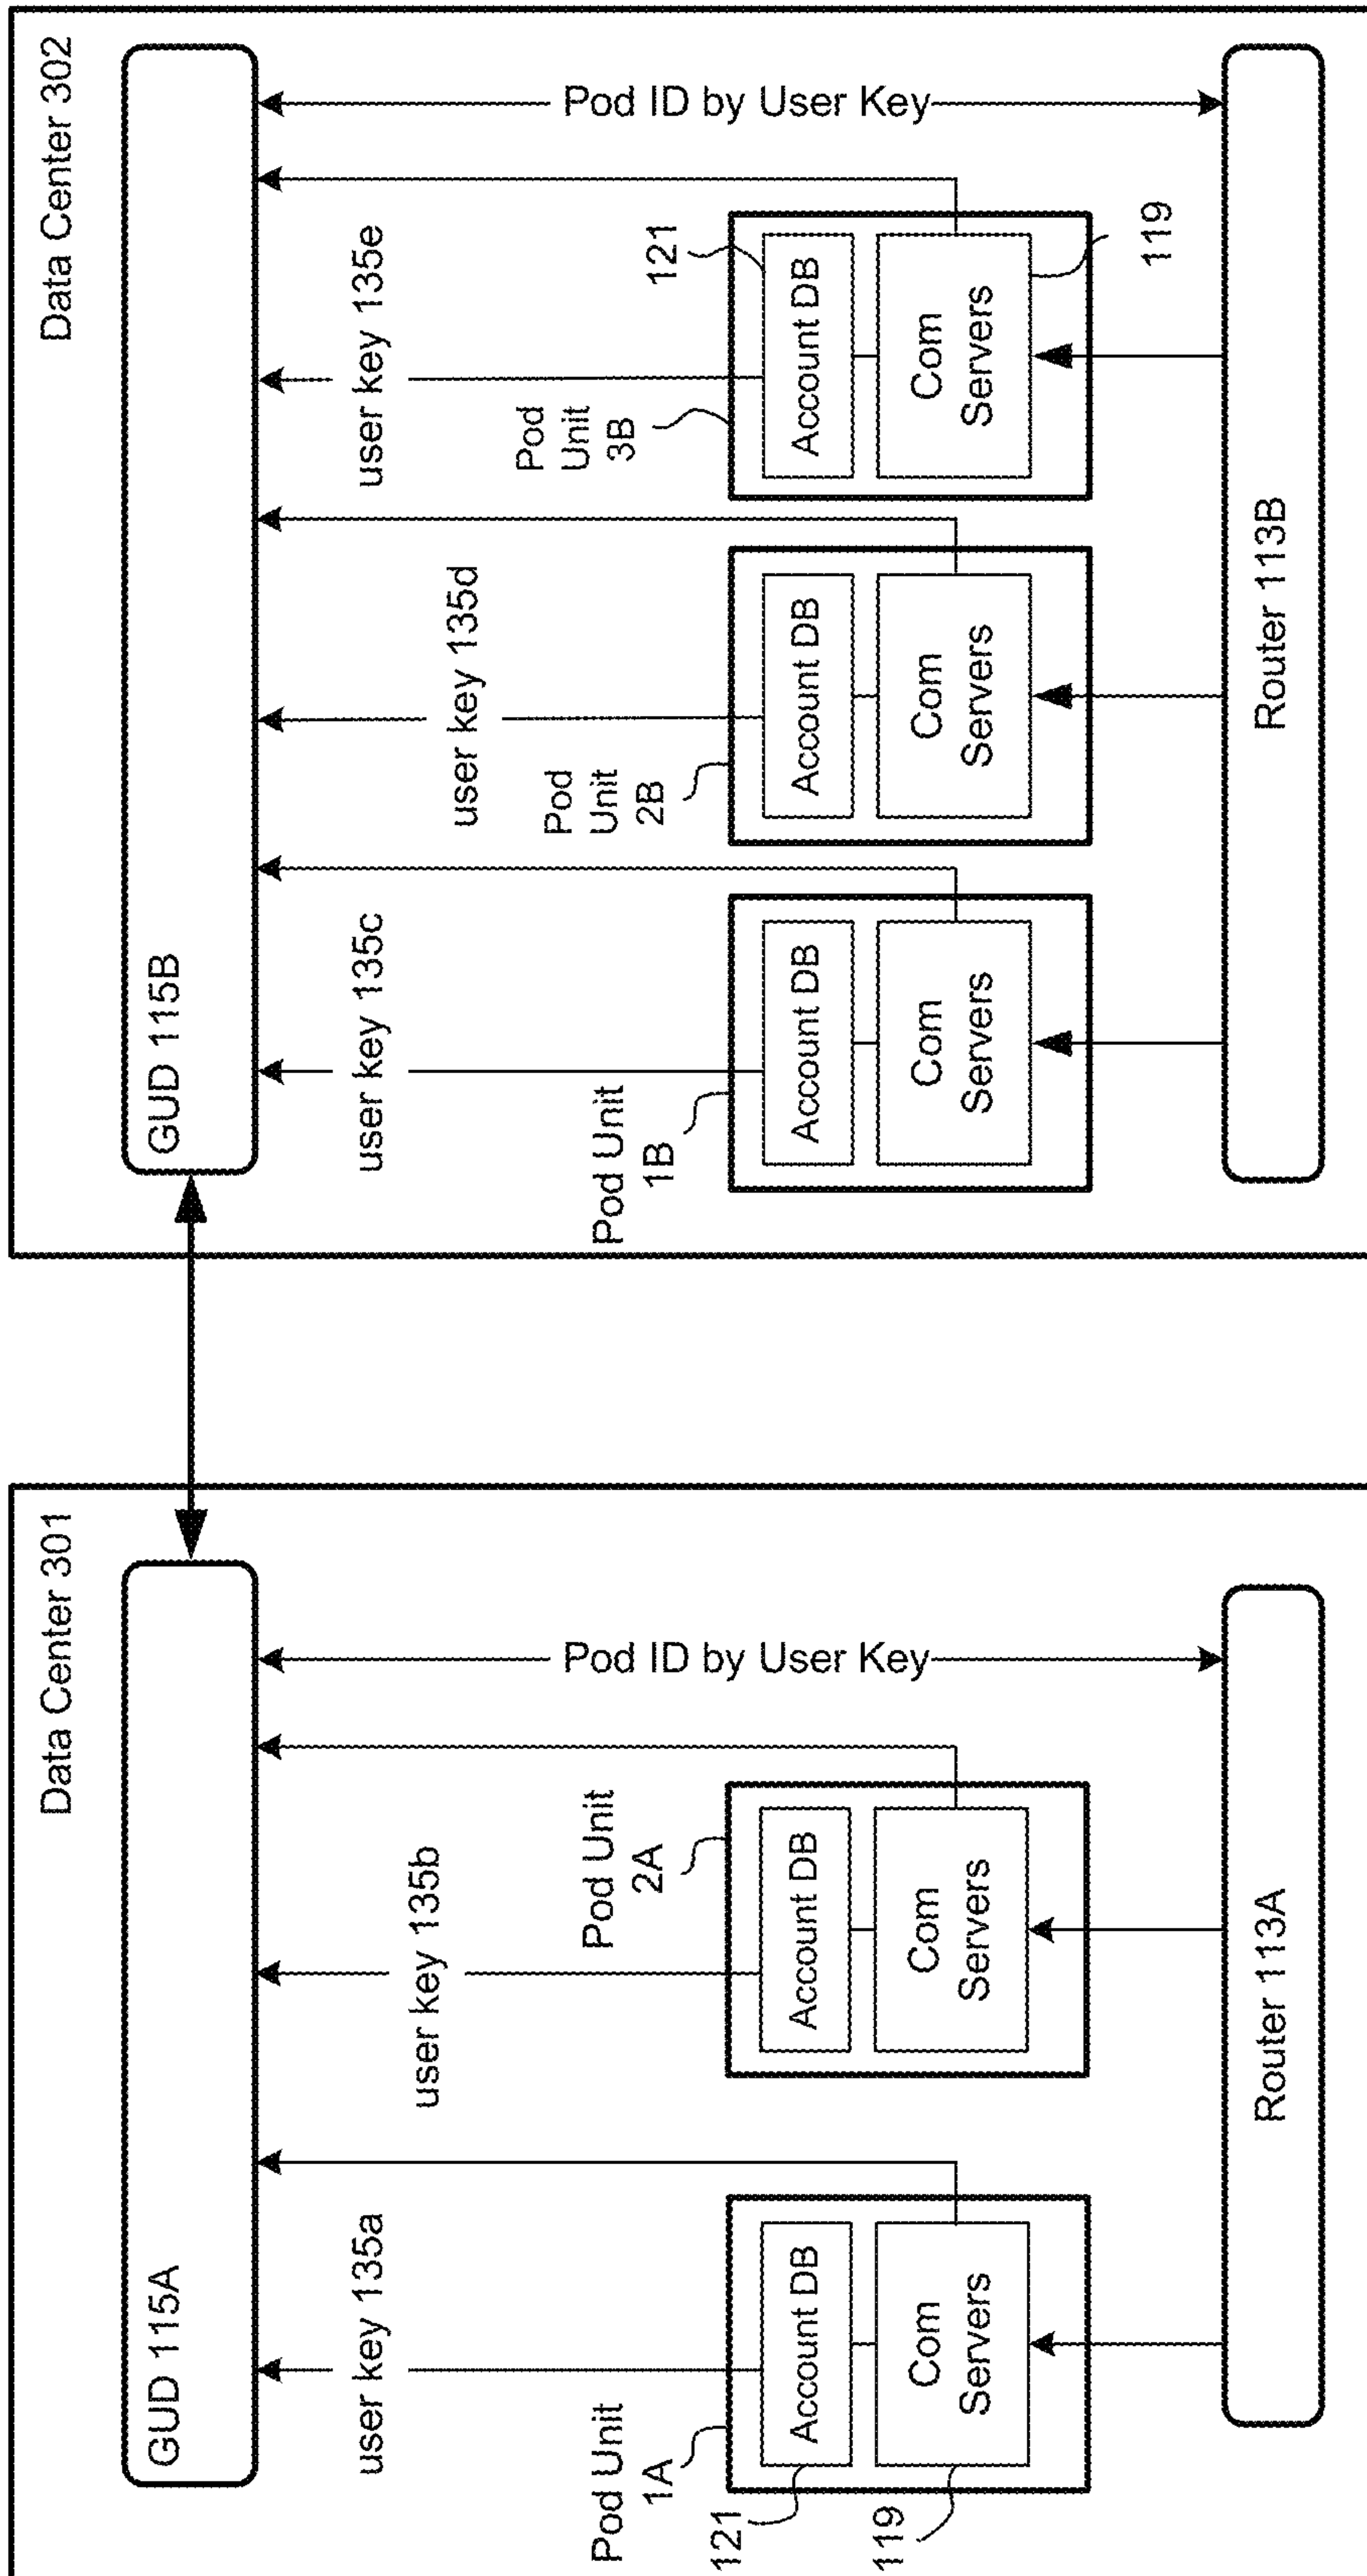 Data Center 301
GUD 115A
user key 135a
user key 135b
Pod ID by User Key
Pod Unit
1A
121
119
Account DB
Com
Servers
Pod Unit
2A
Account DB
Com
Servers
Router 113A
Data Center 302
GUD 115B
user key 135c
user key 135d
user key 135e
Pod ID by User Key
Pod Unit
1B
Account DB
Com
Servers
Pod
Unit
2B
Account DB
Com
Servers
Pod
Unit
3B
121
Account DB
Com
Servers
119
Router 113B